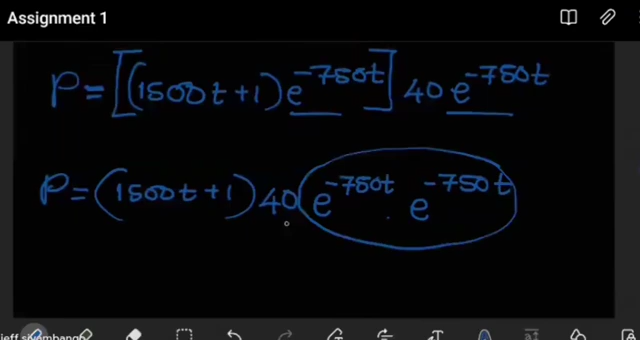 Assignment 1
P=[(1500t+1)e^-750t] 40 e^-750t
P=(1500t+1)40 e^-750t . e^-750t